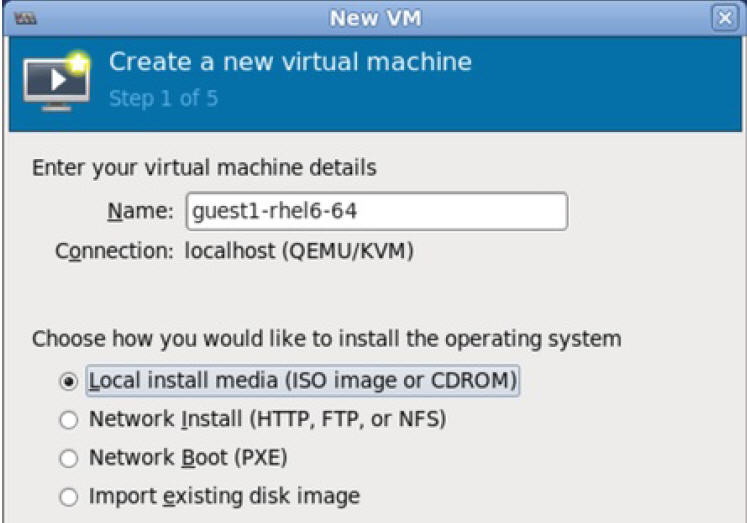 New VM
Create a new virtual machine
Step 1 of 5
Enter your virtual machine details
Name: guest1-rhel6-64
Connection: localhost (QEMU/KVM)
Choose how you would like to install the operating system
Local install media (ISO image or CDROM)
Network Install (HTTP, FTP, or NFS)
Network Boot (PXE)
Import existing disk image